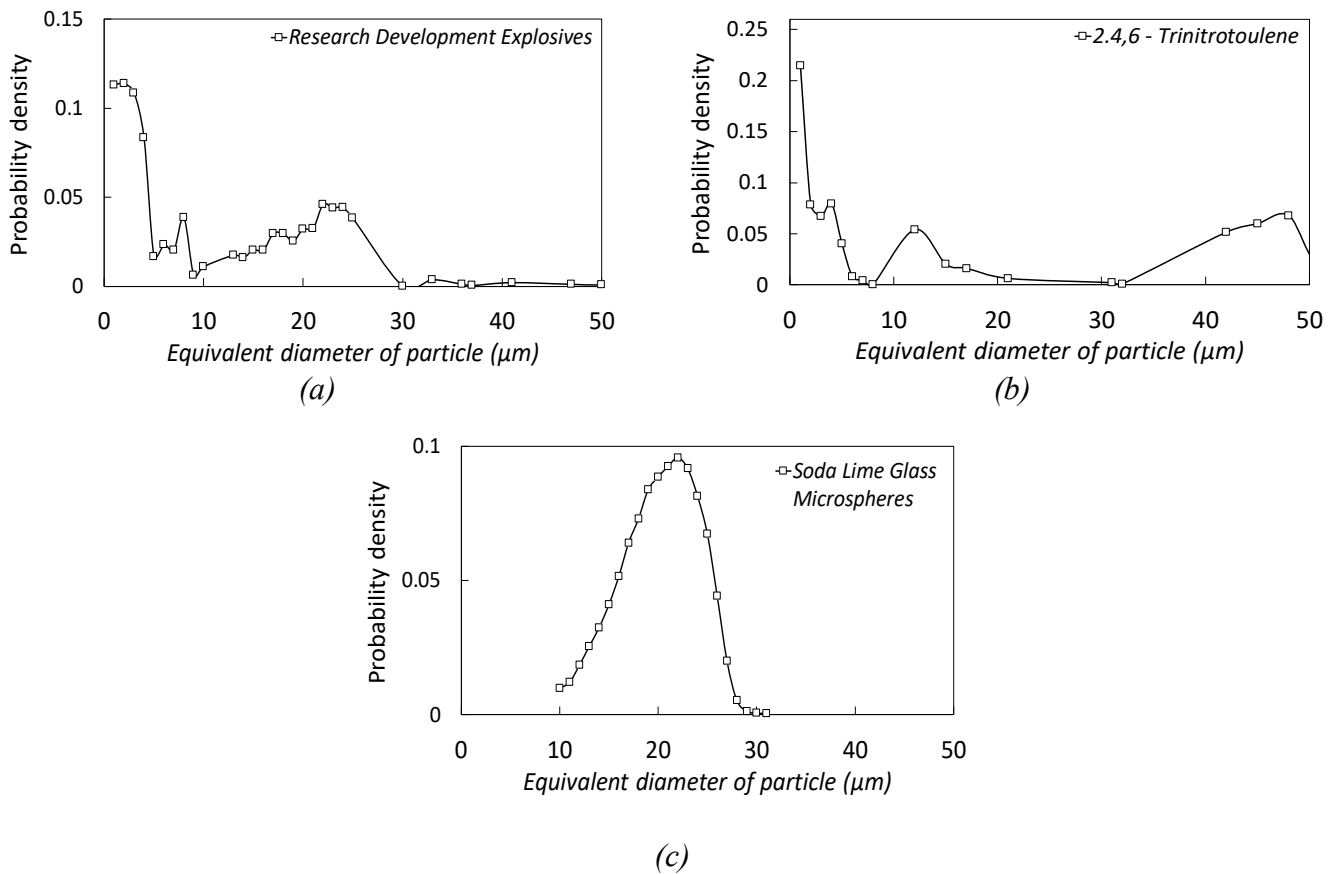 Research Development Explosives
0.15
0.1
0.05
0
Probability density
0 10 20 30 40 50
Equivalent diameter of particle (μm)
(a)
2.4,6 - Trinitrotoulene
0.25
0.2
0.15
0.1
0.05
0
Probability density
0 10 20 30 40 50
Equivalent diameter of particle (μm)
(b)
Soda Lime Glass
Microspheres
0.1
0.05
0
Probability density
0 10 20 30 40 50
Equivalent diameter of particle (μm)
(c)